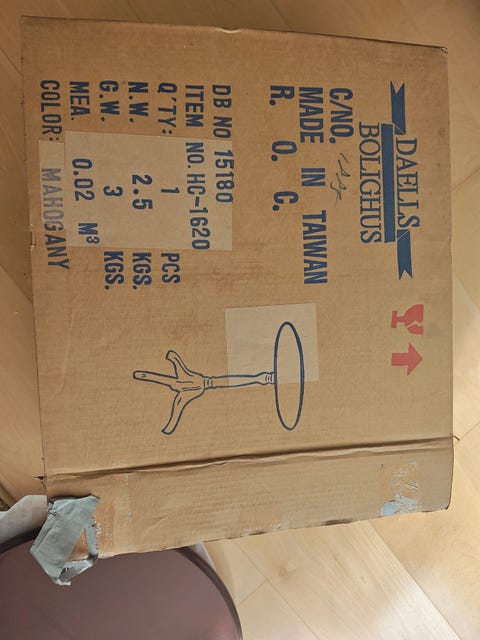 DAELLS
BOLIGHUS
C/NO.
MADE IN TAIWAN
R. O. C.
DB NO 15180
ITEM NO. HC-1620
Q'TY: 1 PCS
N.W. 2.5 KGS.
G.W. 3 KGS.
MEA. 0.02 M³
COLOR: MAHOGANY